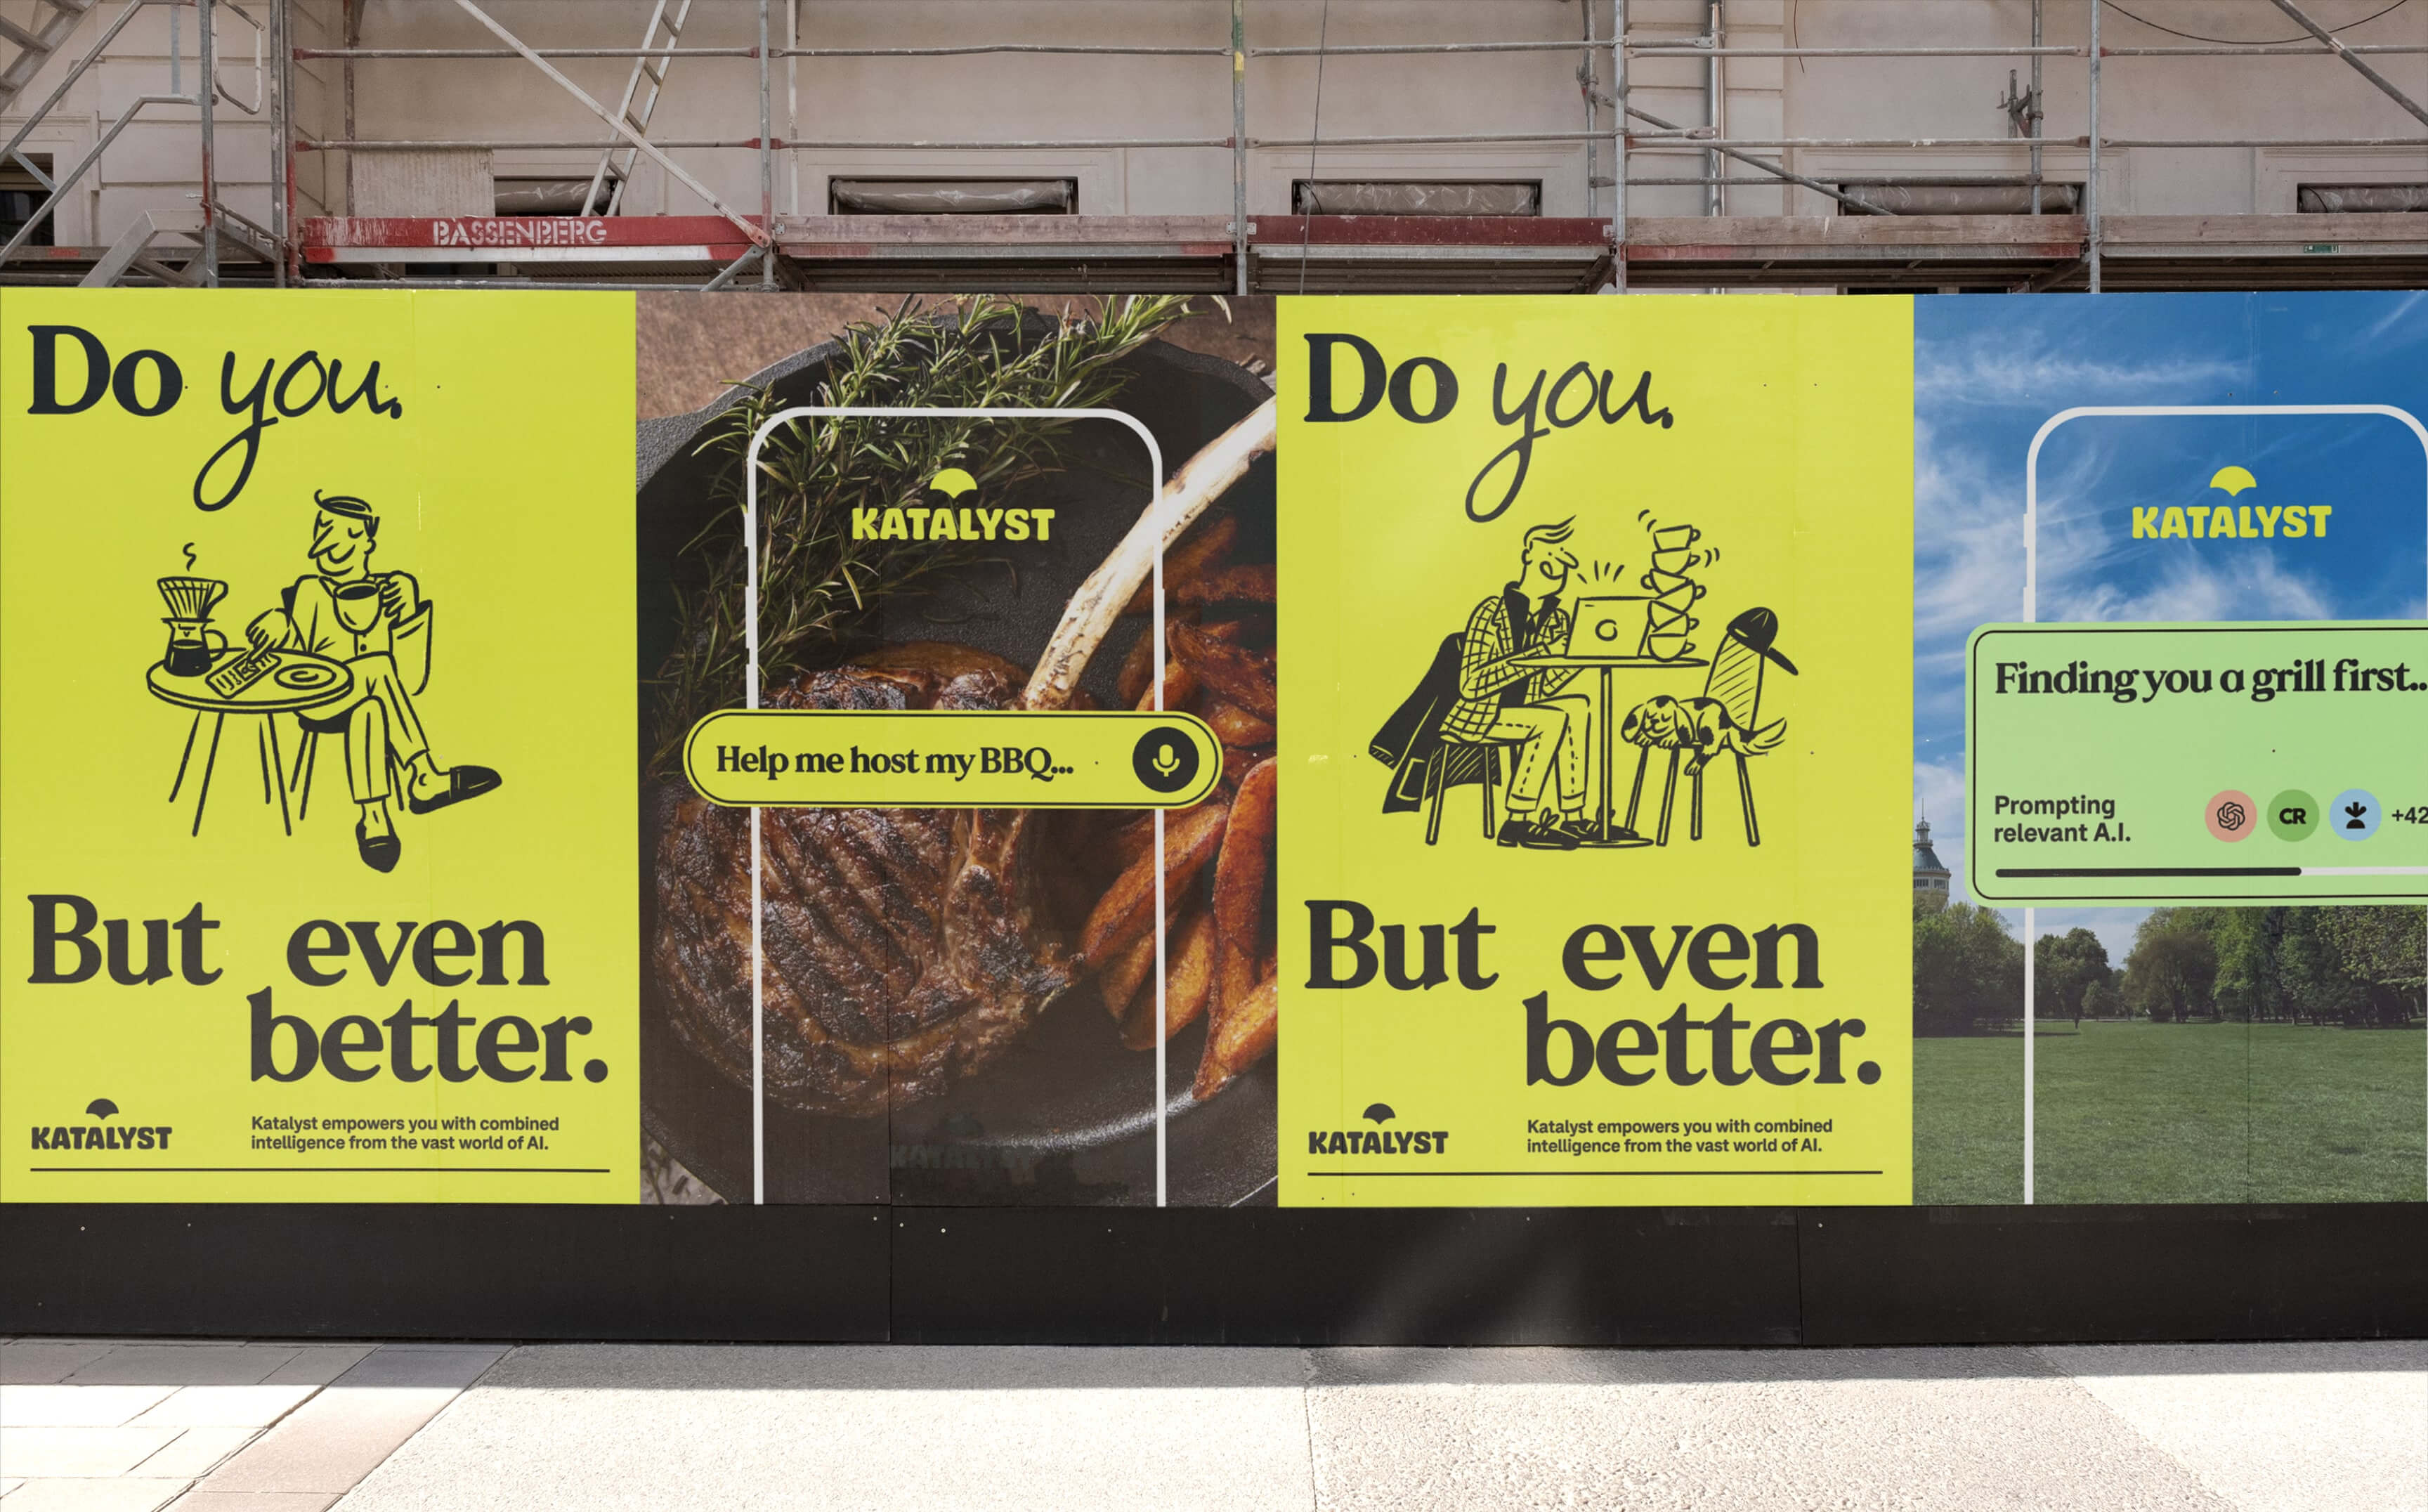 BASSENBERG
Do you.
But even
better.
KATALYST
Katalyst empowers you with combined
intelligence from the vast world of AI.
KATALYST
Help me host my BBQ...
KATALYST
Do you.
But even
better.
KATALYST
Katalyst empowers you with combined
intelligence from the vast world of AI.
KATALYST
Finding you a grill first..
Prompting
relevant A.I.
CR
+42